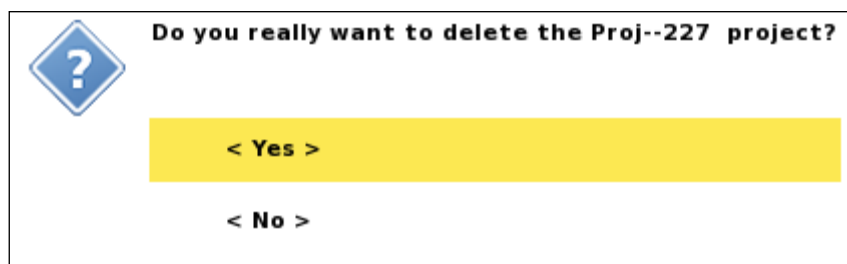 Do you really want to delete the Proj--227  project?
?
< Yes >
< No >